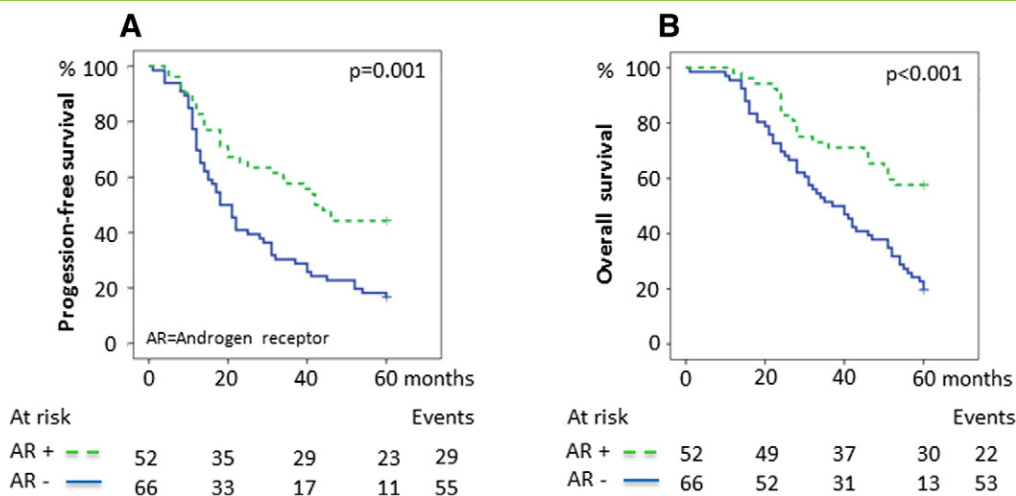 A
% 100
p=0.001
80
60
40
20
0
Progession-free survival
AR=Androgen receptor
0 20 40 60 months
At risk Events
AR + 52 35 29 23 29
AR - 66 33 17 11 55
B
% 100
p<0.001
80
60
40
20
0
Overall survival
0 20 40 60 months
At risk Events
AR + 52 49 37 30 22
AR - 66 52 31 13 53